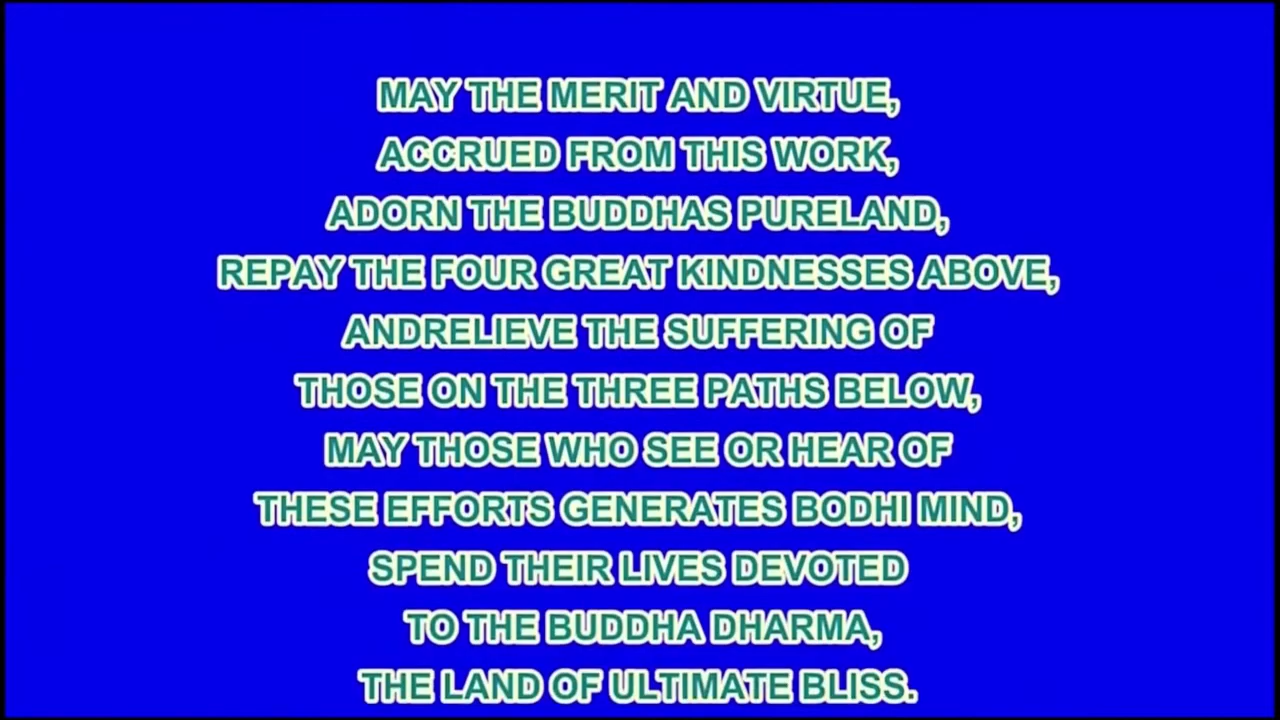 MAY THE MERIT AND VIRTUE,
ACCRUED FROM THIS WORK,
ADORN THE BUDDHAS PURELAND,
REPAY THE FOUR GREAT KINDNESSES ABOVE,
ANDRELIEVE THE SUFFERING OF
THOSE ON THE THREE PATHS BELOW,
MAY THOSE WHO SEE OR HEAR OF
THESE EFFORTS GENERATES BODHI MIND,
SPEND THEIR LIVES DEVOTED
TO THE BUDDHA DHARMA,
THE LAND OF ULTIMATE BLISS.